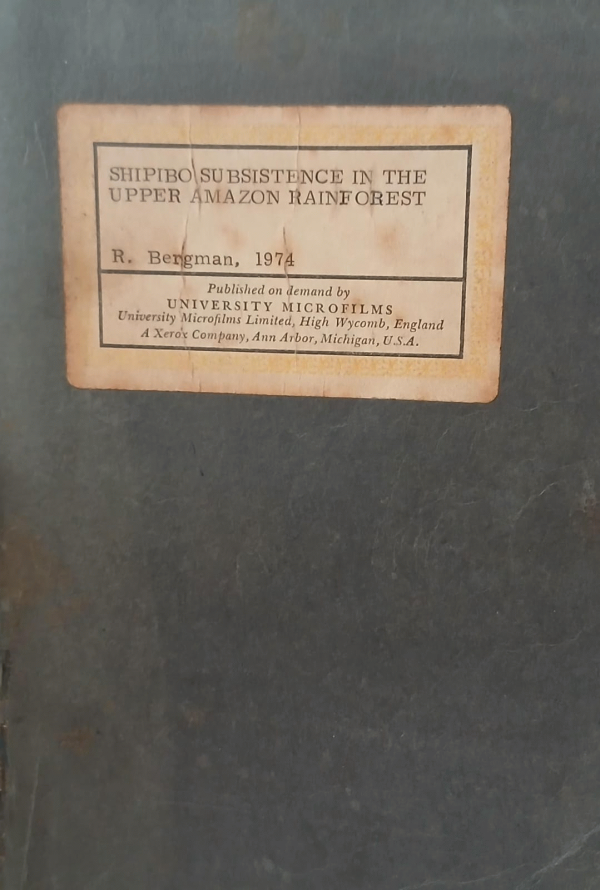 SHIPIBO SUBSISTENCE IN THE
UPPER AMAZON RAINFOREST
R. Bergman, 1974
Published on demand by
UNIVERSITY MICROFILMS
University Microfilms Limited, High Wycomb, England
A Xerox Company, Ann Arbor, Michigan, U.S.A.